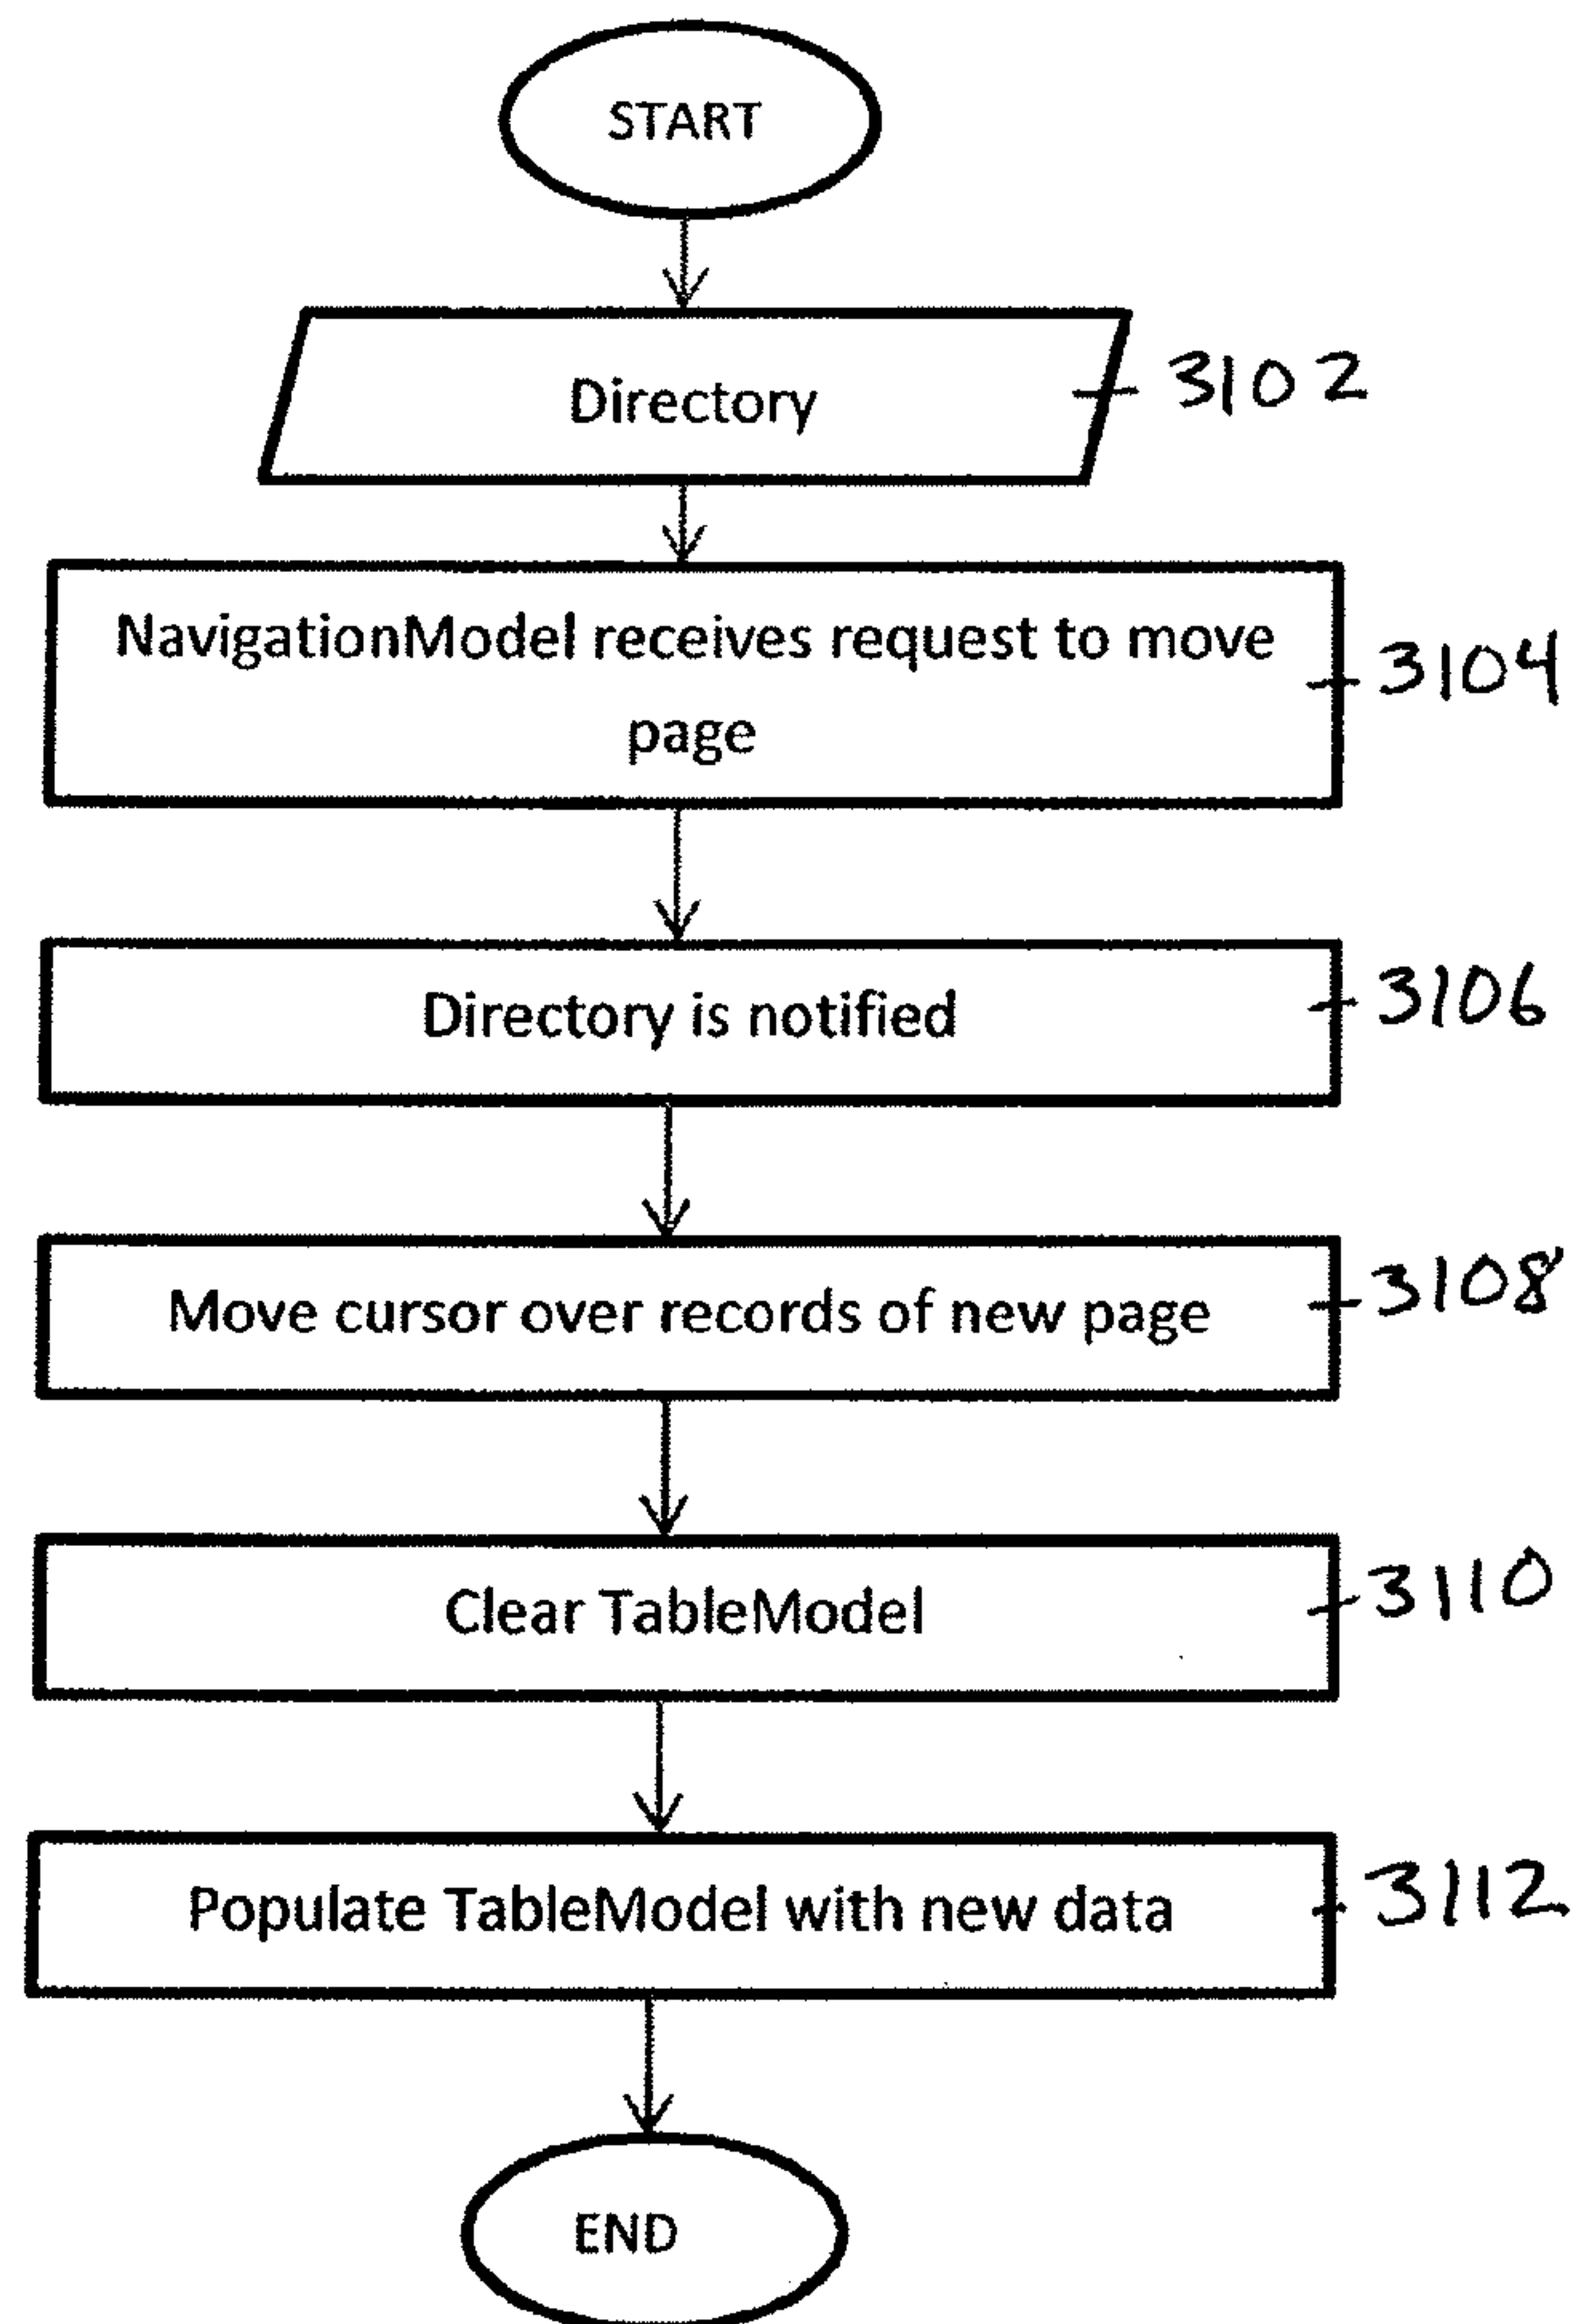 START
Directory
3102
NavigationModel receives request to move
page
3104
Directory is notified
3106
Move cursor over records of new page
3108
Clear TableModel
3110
Populate TableModel with new data
3112
END